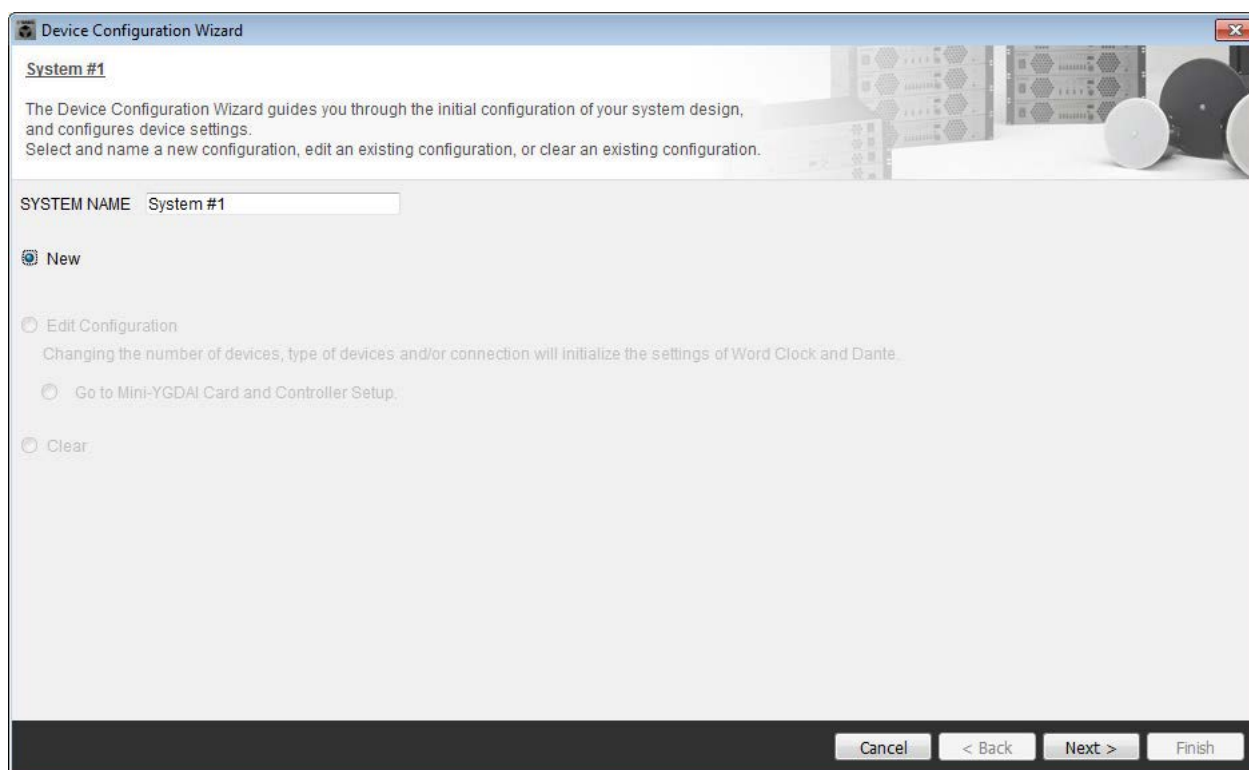 Device Configuration Wizard
System #1
The Device Configuration Wizard guides you through the initial configuration of your system design,
and configures device settings.
Select and name a new configuration, edit an existing configuration, or clear an existing configuration.
SYSTEM NAME System #1
New
Edit Configuration
Changing the number of devices, type of devices and/or connection will initialize the settings of Word Clock and Dante.
Go to Mini-YGDAI Card and Controller Setup.
Clear
Cancel < Back Next > Finish